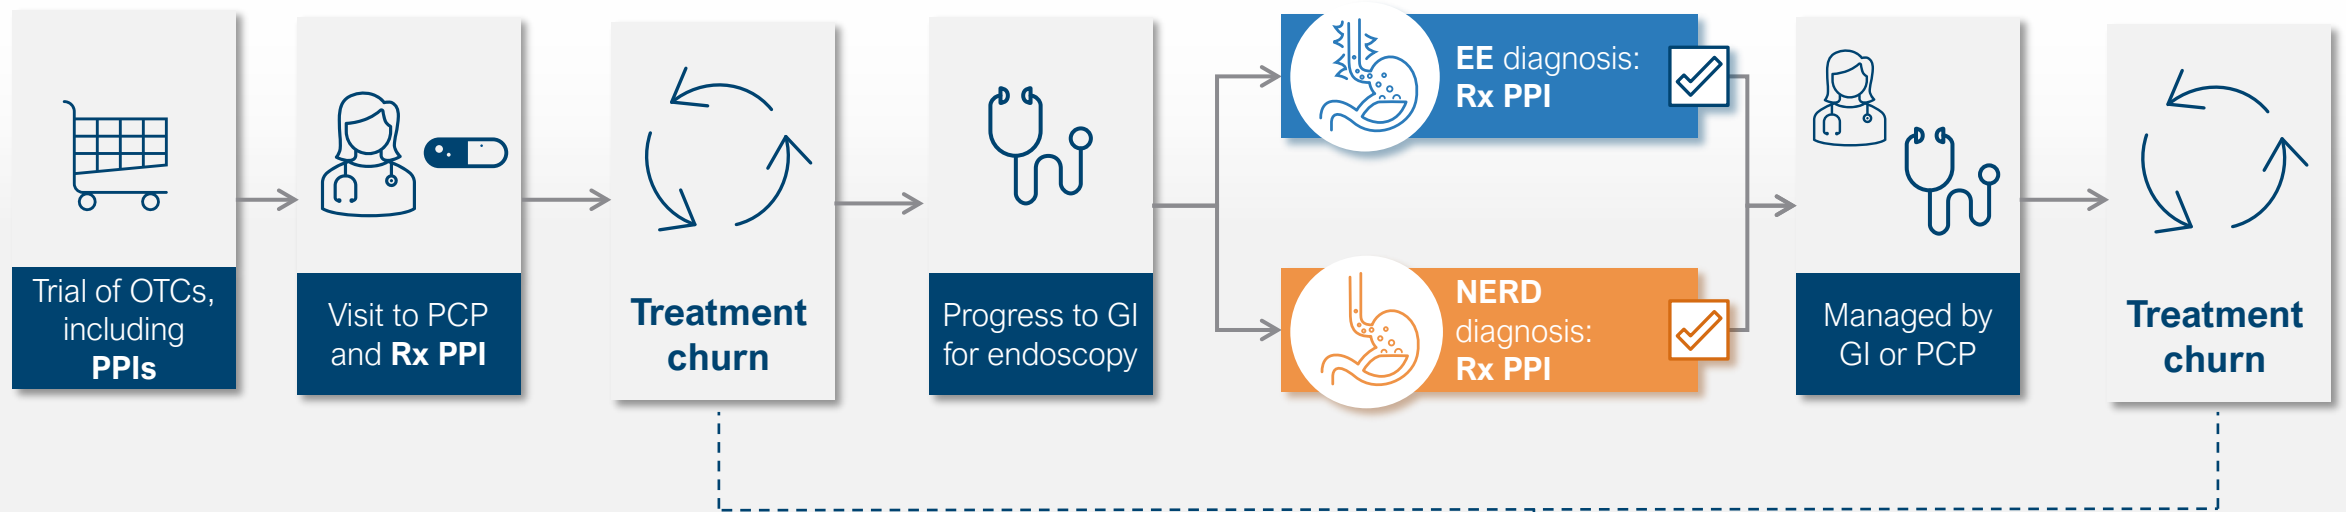 Trial of OTCs,
including
PPIs
Visit to PCP
and Rx PPI
Treatment
churn
Progress to GI
for endoscopy
EE diagnosis:
Rx PPI
NERD
diagnosis:
Rx PPI
Managed by
GI or PCP
Treatment
churn